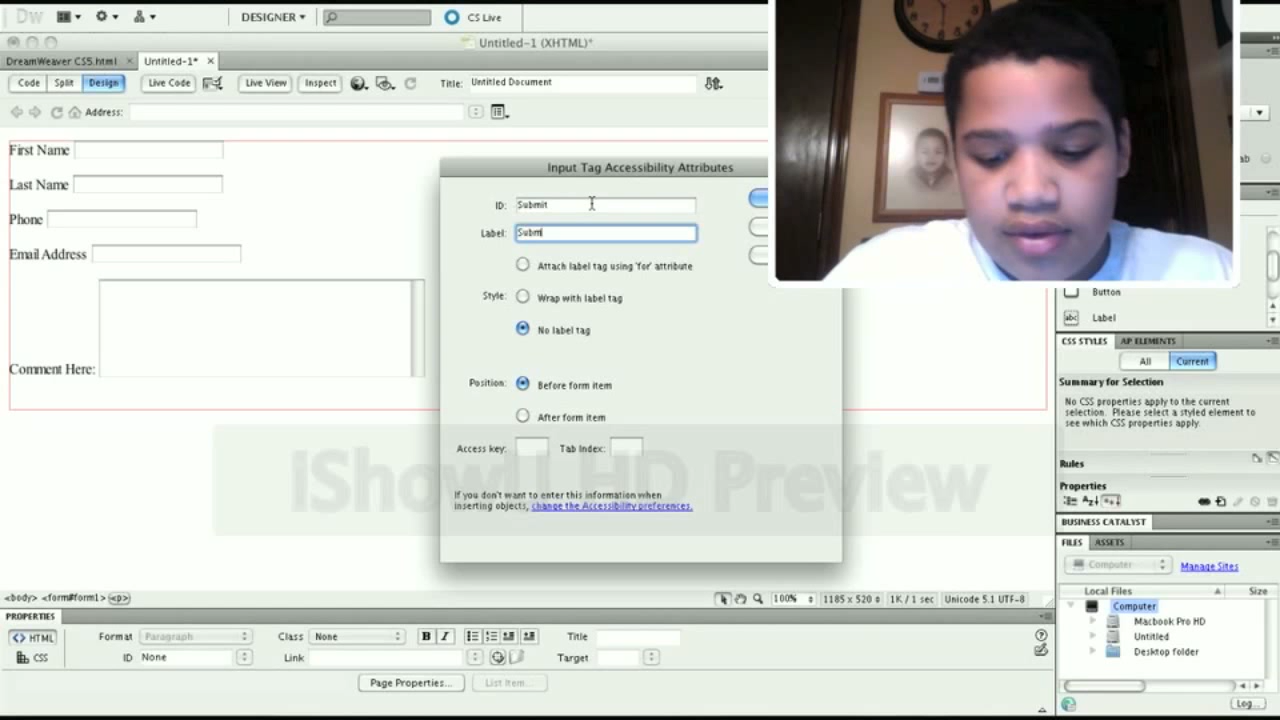 Dw
DESIGNER
CS Live
Untitled-1 (XHTML)*
DreamWeaver CS5.html
Untitled-1*
Code Split Design Live Code Live View Inspect Title: Untitled Document
Address:
First Name
Last Name
Phone
Email Address
Comment Here:
Input Tag Accessibility Attributes
ID: Submit
Label: Subm
Attach label tag using 'for' attribute
Style: Wrap with label tag
No label tag
Position: Before form item
After form item
Access key: Tab Index:
If you don't want to enter this information when
inserting objects, change the Accessibility preferences.
iShowU HD Preview
Button
abc Label
CSS STYLES AP ELEMENTS
All Current
Summary for Selection
No CSS properties apply to the current
selection. Please select a styled element to
see which CSS properties apply.
Rules
Properties
BUSINESS CATALYST
FILES ASSETS
Computer Manage Sites
Local Files Size
Computer
Macbook Pro HD
Untitled
Desktop folder
Log...
<body> <form#form1> <p>
100% 1185 x 520 1K / 1 sec Unicode 5.1 UTF-8
PROPERTIES
<> HTML Format Paragraph Class None B I Title
CSS ID None Link Target
Page Properties... List Item...